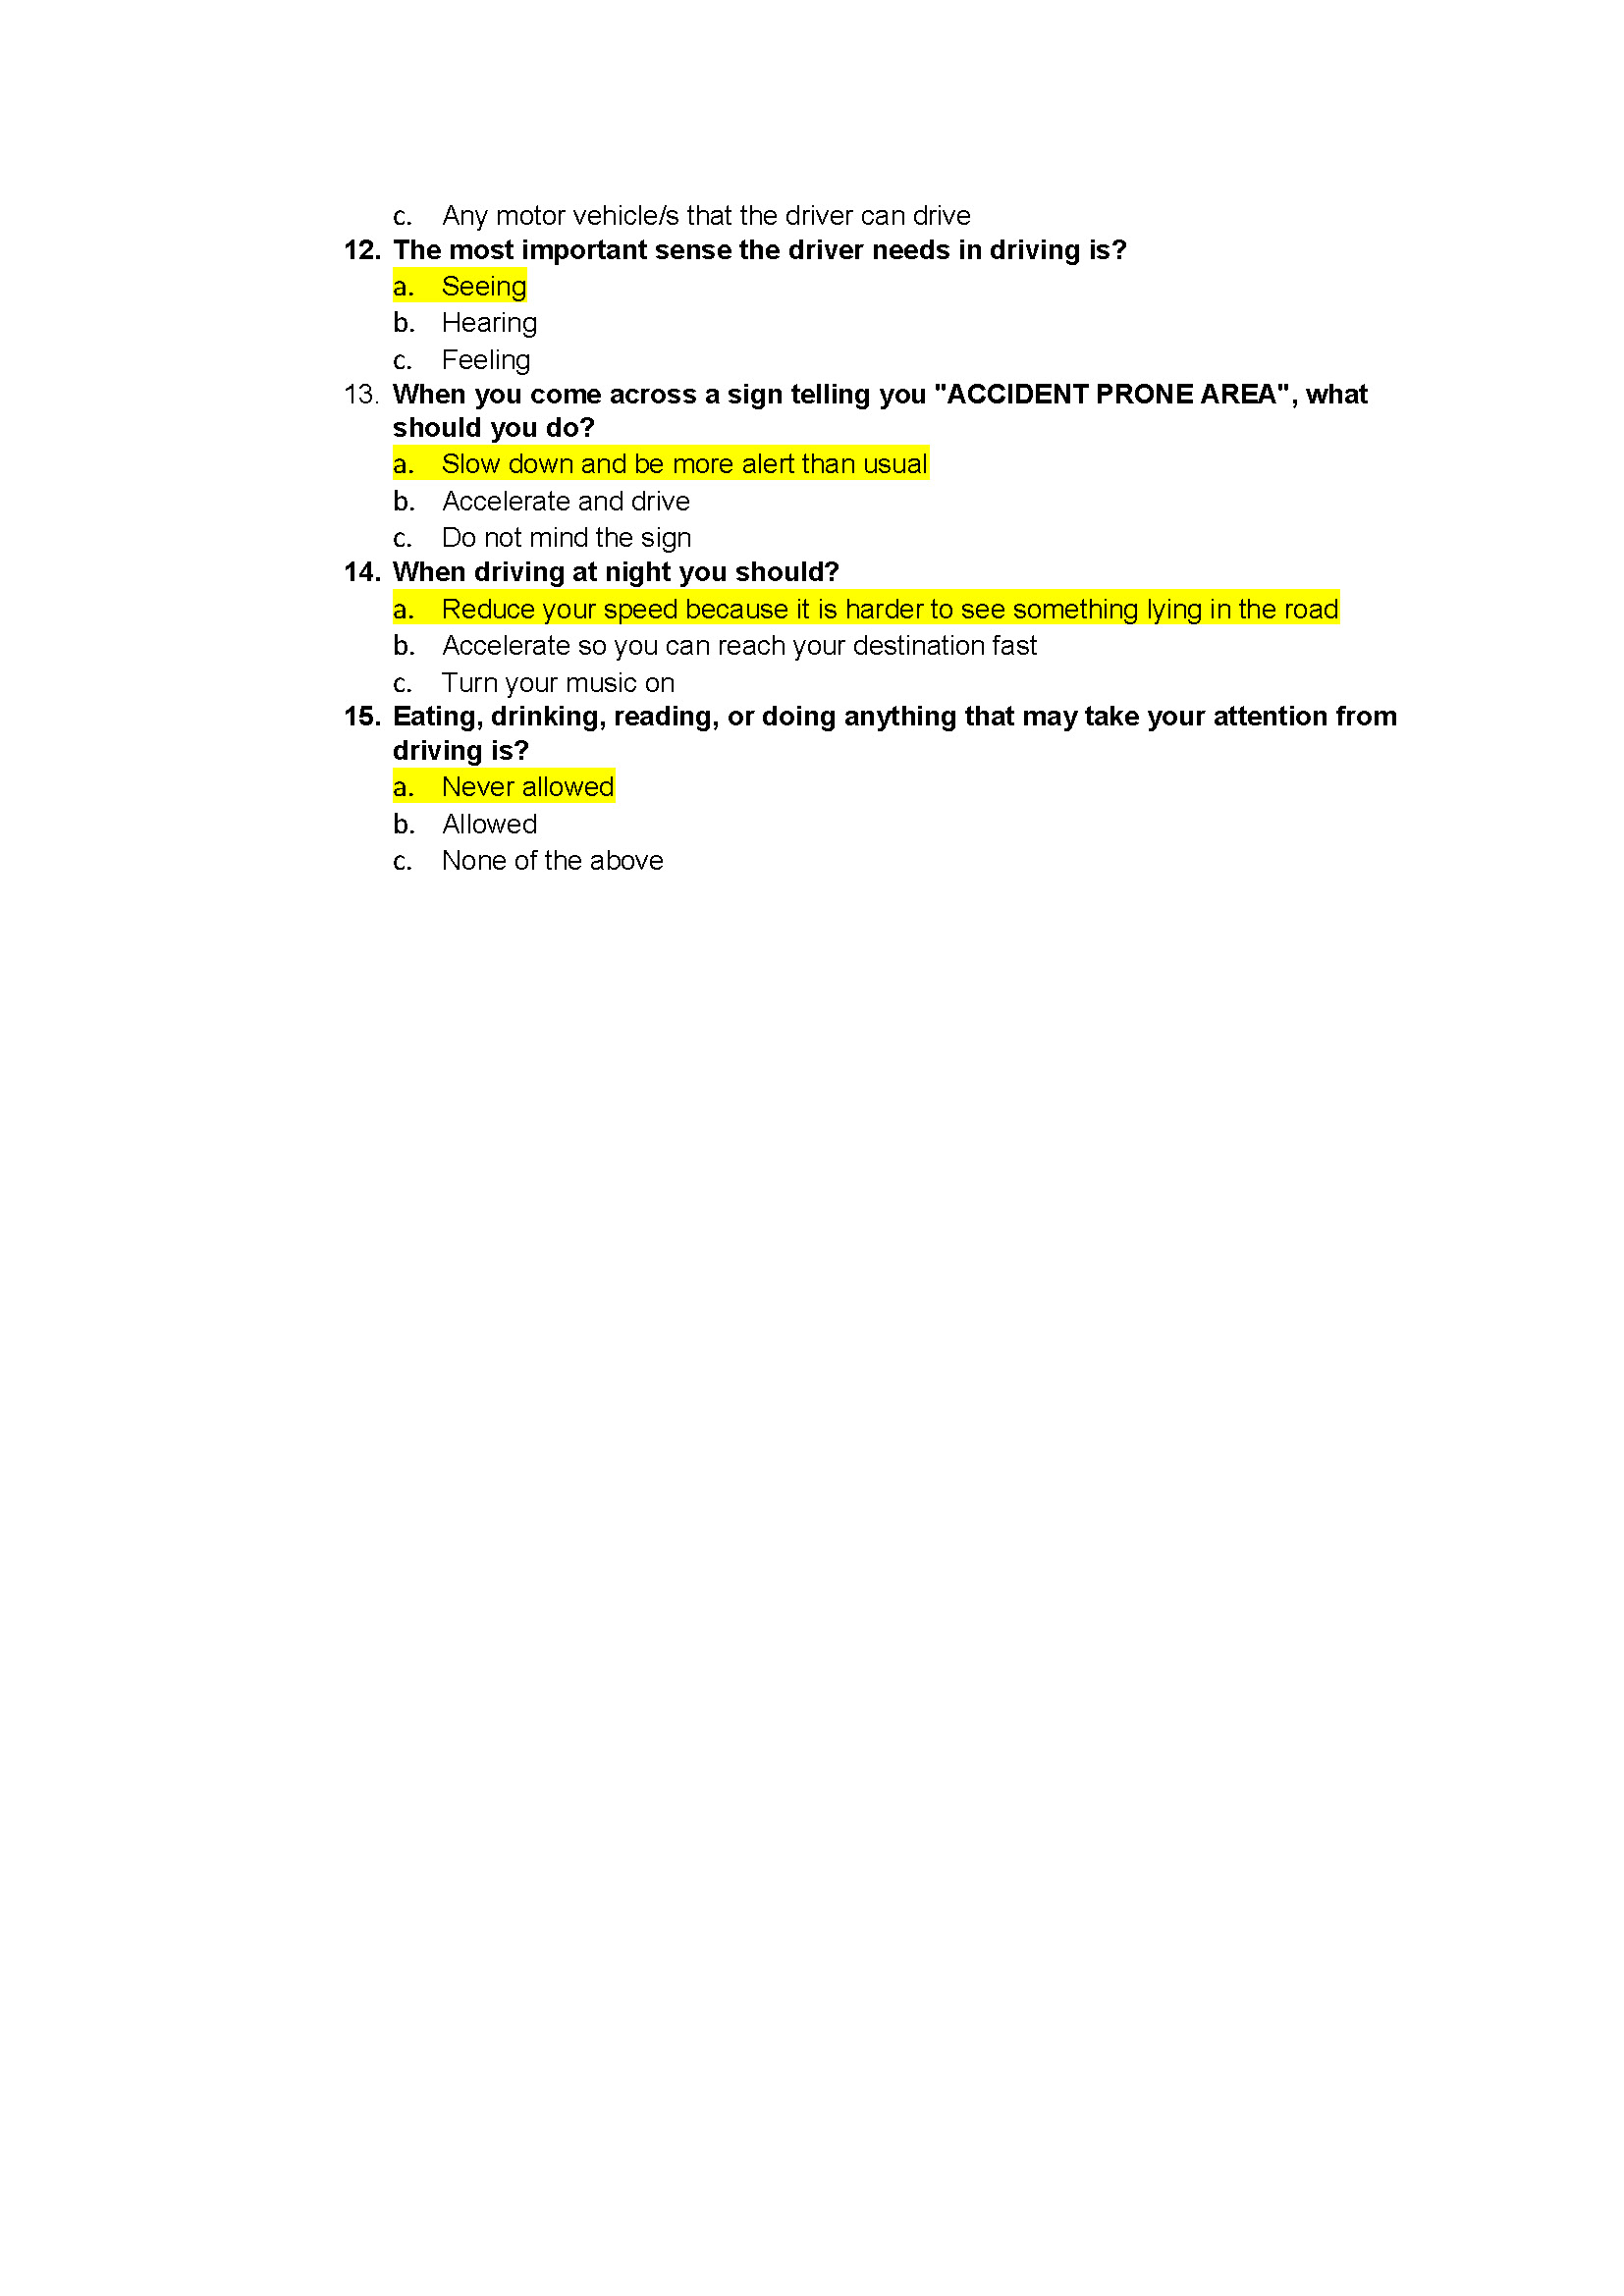 c. Any motor vehicle/s that the driver can drive
12. The most important sense the driver needs in driving is?
a. Seeing
b. Hearing
c. Feeling
13. When you come across a sign telling you "ACCIDENT PRONE AREA", what
should you do?
a. Slow down and be more alert than usual
b. Accelerate and drive
c. Do not mind the sign
14. When driving at night you should?
a. Reduce your speed because it is harder to see something lying in the road
b. Accelerate so you can reach your destination fast
c. Turn your music on
15. Eating, drinking, reading, or doing anything that may take your attention from
driving is?
a. Never allowed
b. Allowed
c. None of the above